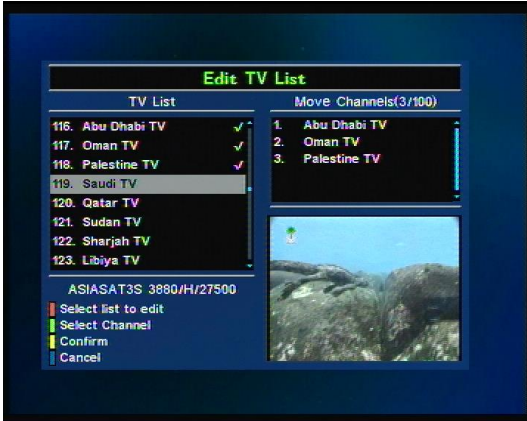 Edit TV List
TV List
116. Abu Dhabi TV
117. Oman TV
118. Palestine TV
119. Saudi TV
120. Qatar TV
121. Sudan TV
122. Sharjah TV
123. Libiya TV
ASIASAT3S 3880/H/27500
Select list to edit
Select Channel
Confirm
Cancel
Move Channels(3/100)
1. Abu Dhabi TV
2. Oman TV
3. Palestine TV